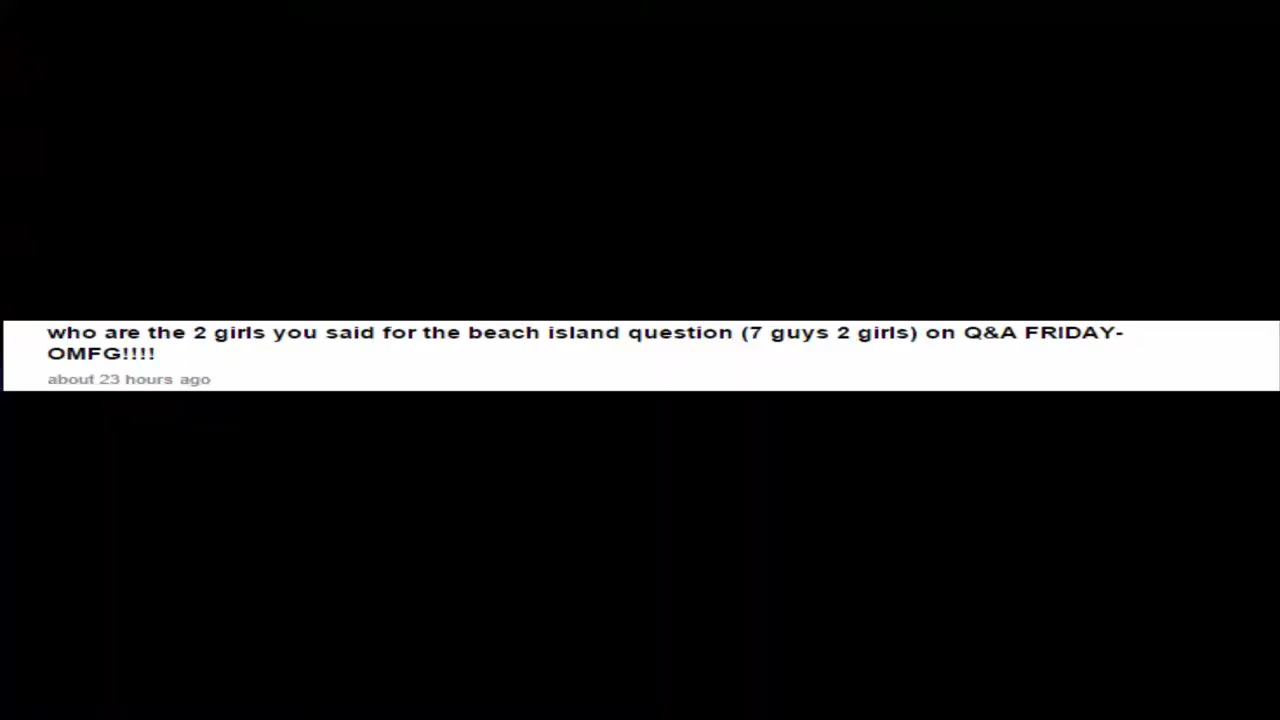 who are the 2 girls you said for the beach island question (7 guys 2 girls) on Q&A FRIDAY-
OMFG!!!!
about 23 hours ago